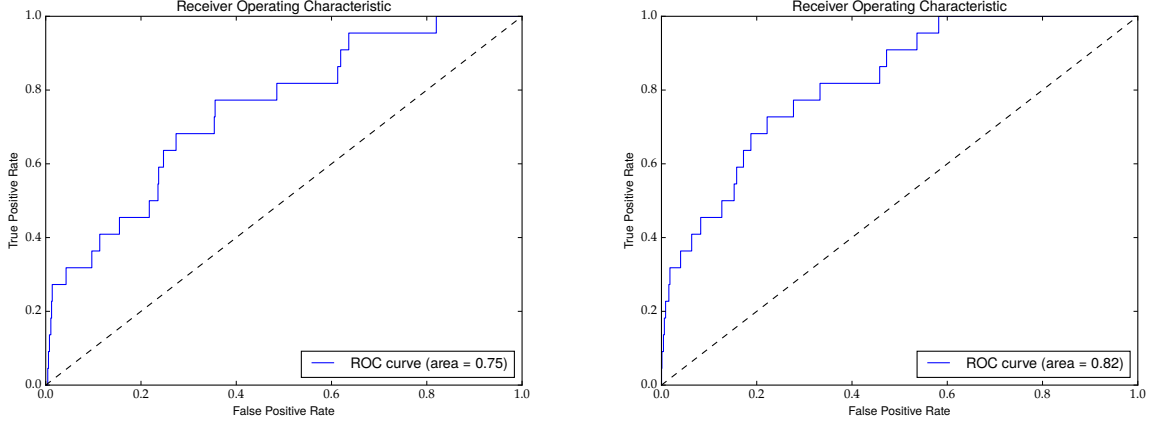 Receiver Operating Characteristic
1.0
0.8
0.6
0.4
0.2
0.0
True Positive Rate
ROC curve (area = 0.75)
0.0 0.2 0.4 0.6 0.8 1.0
False Positive Rate
Receiver Operating Characteristic
1.0
0.8
0.6
0.4
0.2
0.0
True Positive Rate
ROC curve (area = 0.82)
0.0 0.2 0.4 0.6 0.8 1.0
False Positive Rate